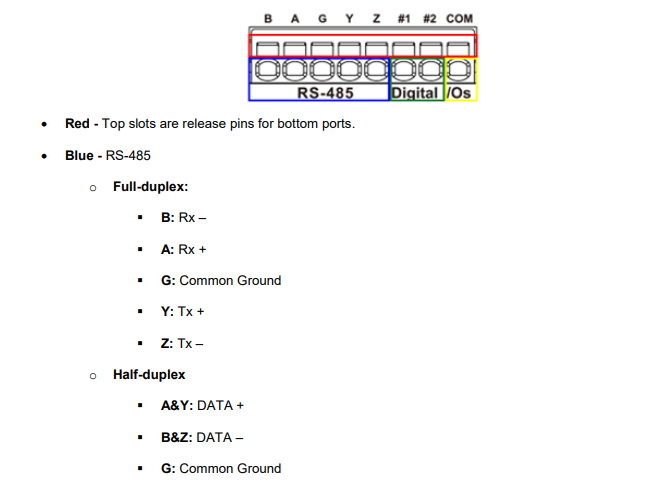 B A G Y Z #1 #2 COM
RS-485 Digital I/Os
• Red - Top slots are release pins for bottom ports.
• Blue - RS-485
o Full-duplex:
▪ B: Rx –
▪ A: Rx +
▪ G: Common Ground
▪ Y: Tx +
▪ Z: Tx –
o Half-duplex
▪ A&Y: DATA +
▪ B&Z: DATA –
▪ G: Common Ground